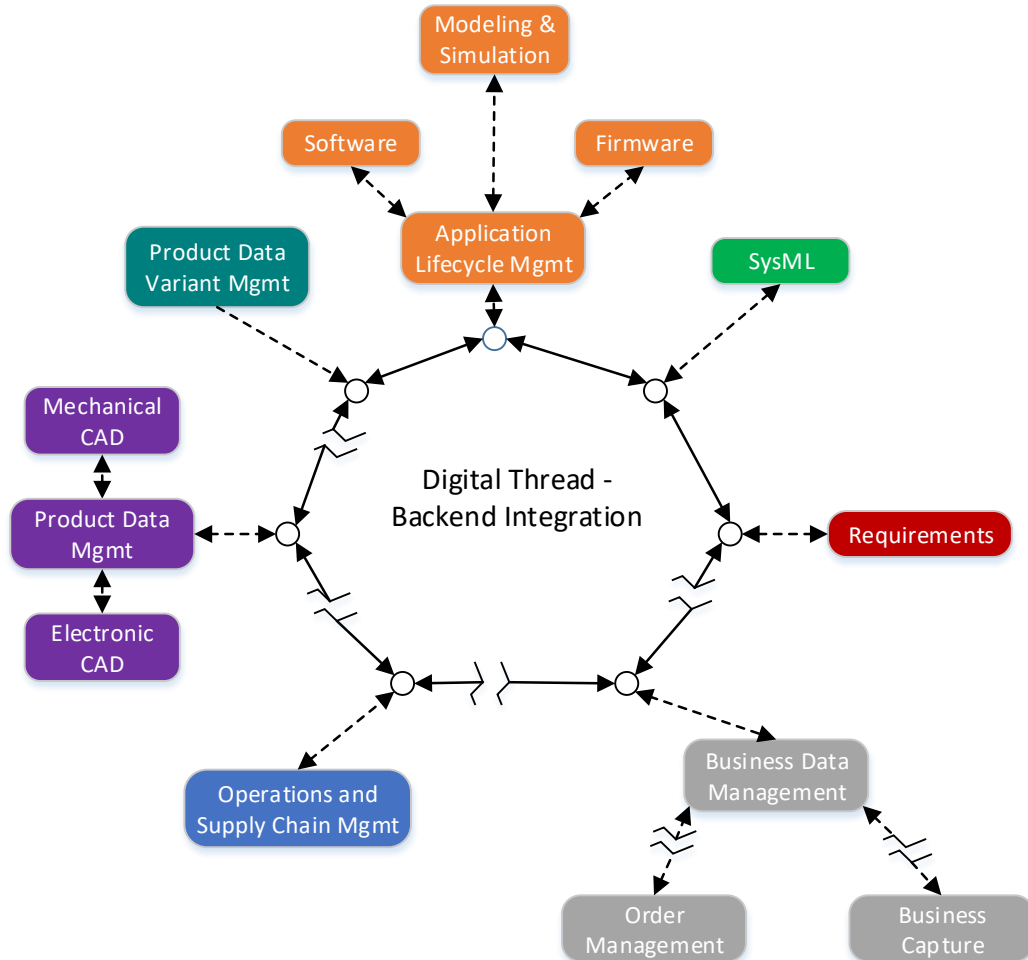 Modeling &
Simulation
Software
Firmware
Application
Lifecycle Mgmt
Product Data
Variant Mgmt
SysML
Mechanical
CAD
Digital Thread -
Backend Integration
Product Data
Mgmt
Requirements
Electronic
CAD
Business Data
Management
Operations and
Supply Chain Mgmt
Order
Management
Business
Capture